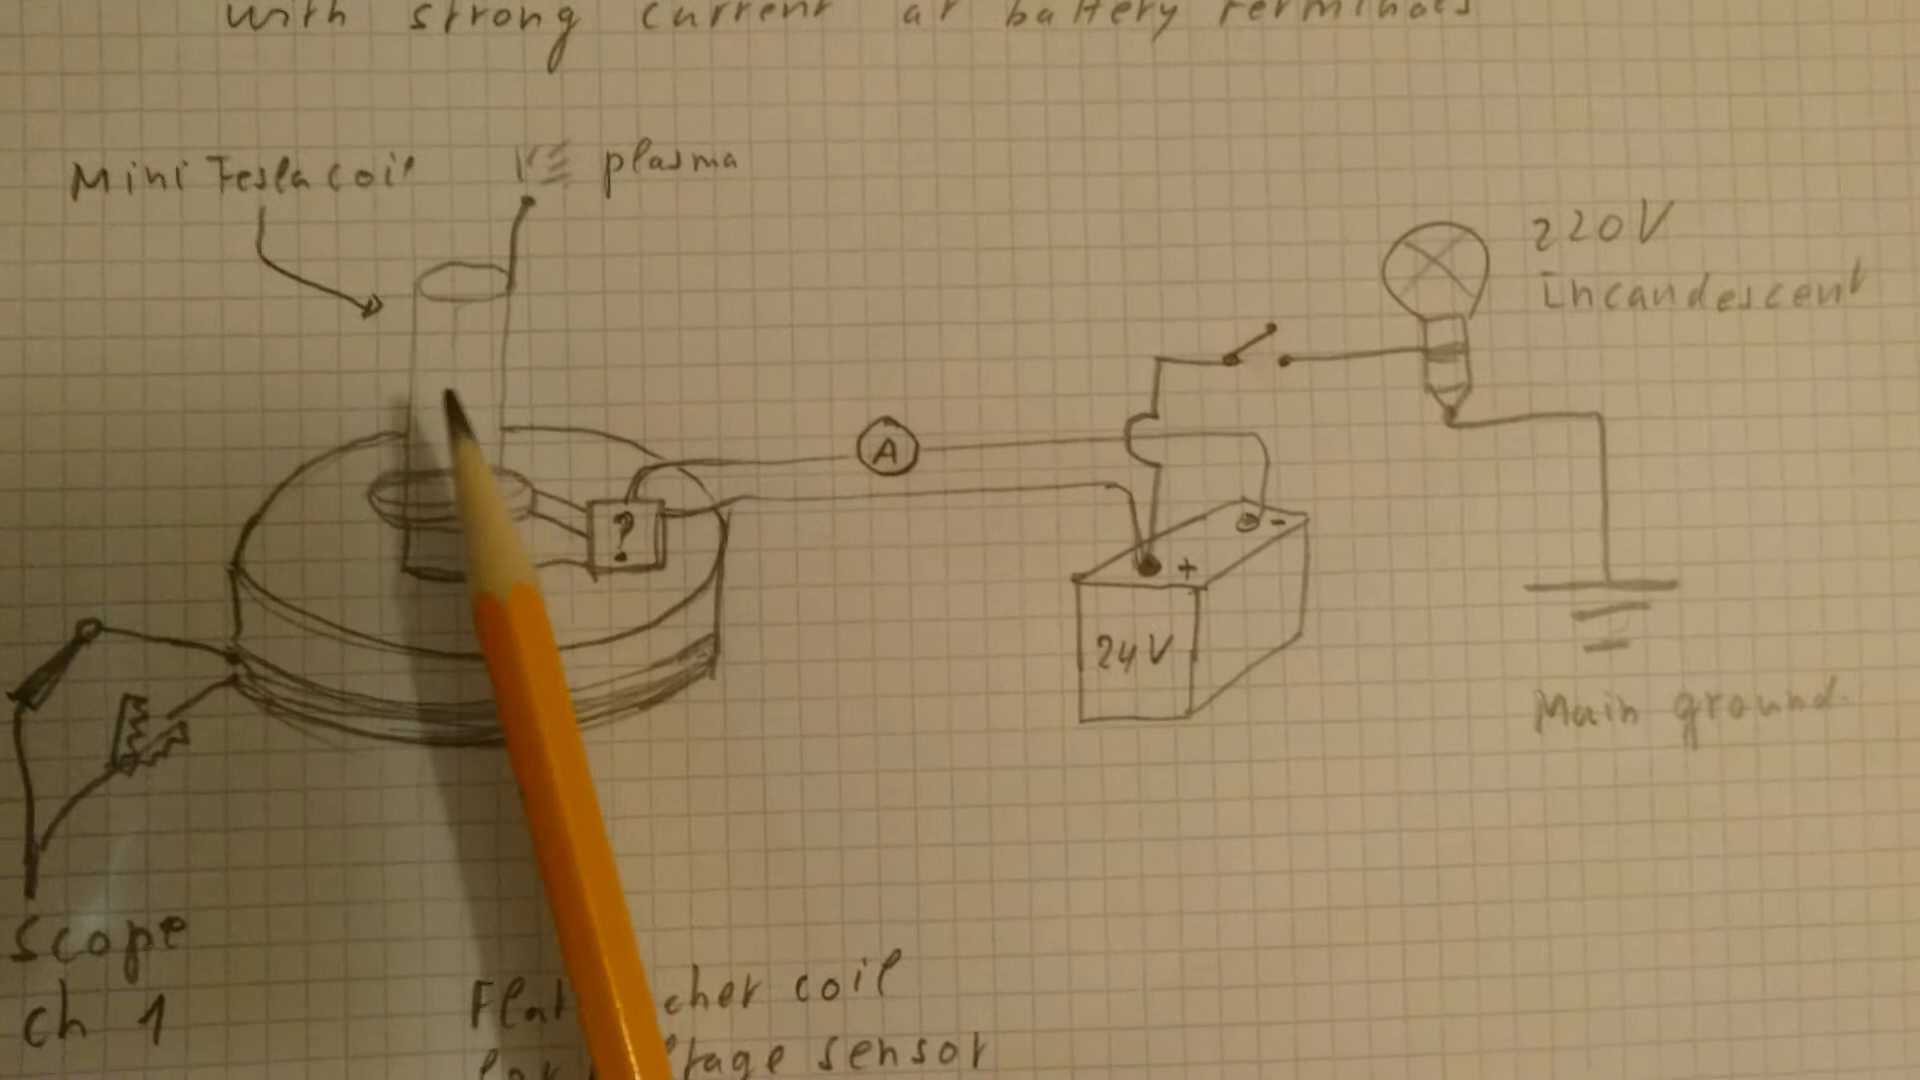 with strong current at battery terminals
Mini Tesla coil
plasma
220V
Incandescent
A
?
+ -
24V
Main ground.
Scope
ch 1
Flat cher coil
sensor